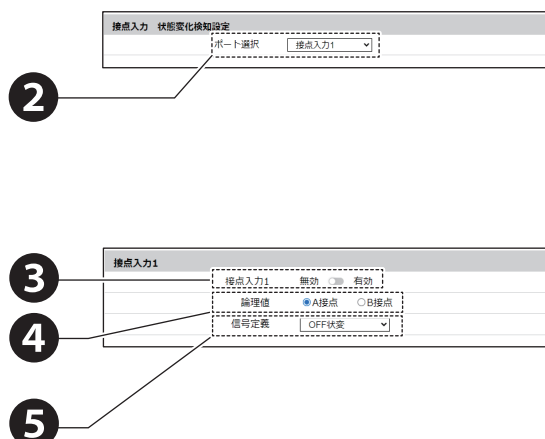 接点入力 状態変化検知設定
ポート選択 接点入力1
2
接点入力1
3
接点入力1 無効 有効
論理値 A接点 B接点
4
信号定義 OFF状変
5